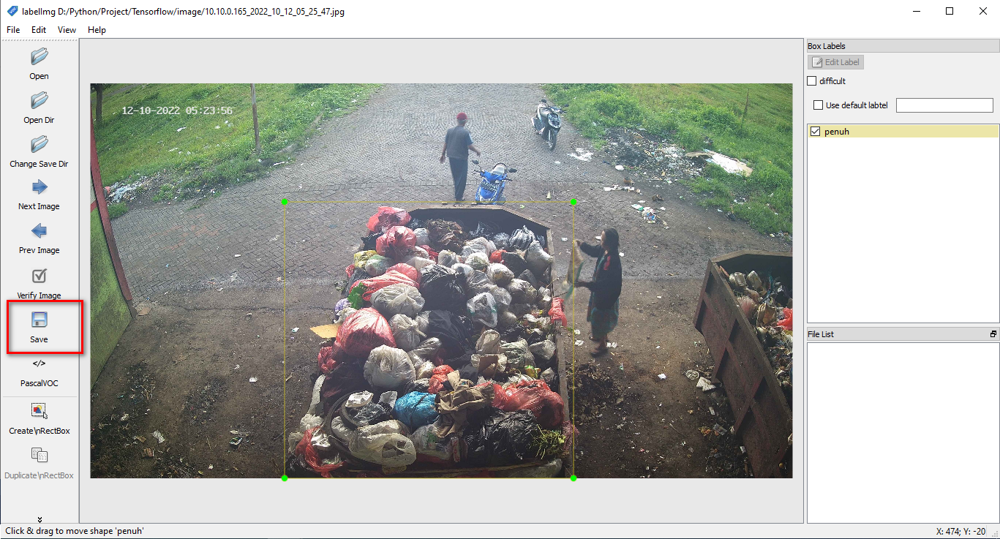 labelImg D:/Python/Project/Tensorflow/image/10.10.0.165_2022_10_12_05_25_47.jpg
File Edit View Help
Open
Open Dir
Change Save Dir
Next Image
Prev Image
Verify Image
Save
</>
PascalVOC
Create\nRectBox
Duplicate\nRectBox
12-10-2022 05:23:56
Box Labels
Edit Label
difficult
Use default labtel
penuh
File List
Click & drag to move shape 'penuh'
X: 474; Y: -20